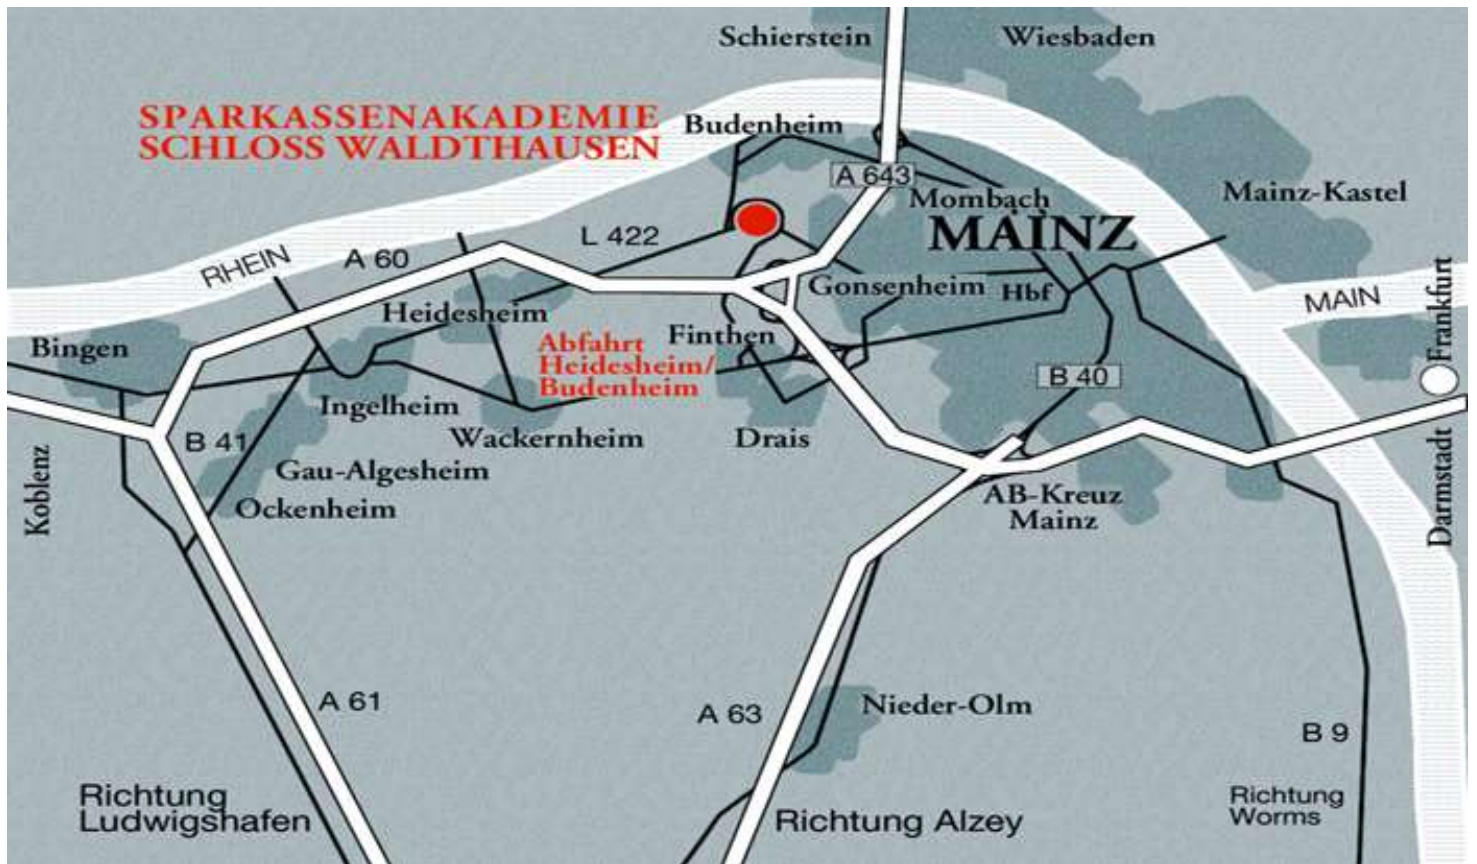 Schierstein
Wiesbaden
SPARKASSENAKADEMIE
SCHLOSS WALDTHAUSEN
Budenheim
A 643
Mombach
Mainz-Kastel
MAINZ
L 422
RHEIN
A 60
Gonsenheim
Hbf
MAIN
Frankfurt
Heidesheim
Bingen
Finthen
Abfahrt
Heidesheim/
Budenheim
B 40
Ingelheim
B 41
Wackernheim
Drais
Gau-Algesheim
Ockenheim
Koblenz
AB-Kreuz
Mainz
Darmstadt
A 61
A 63
Nieder-Olm
B 9
Richtung
Ludwigshafen
Richtung Alzey
Richtung
Worms